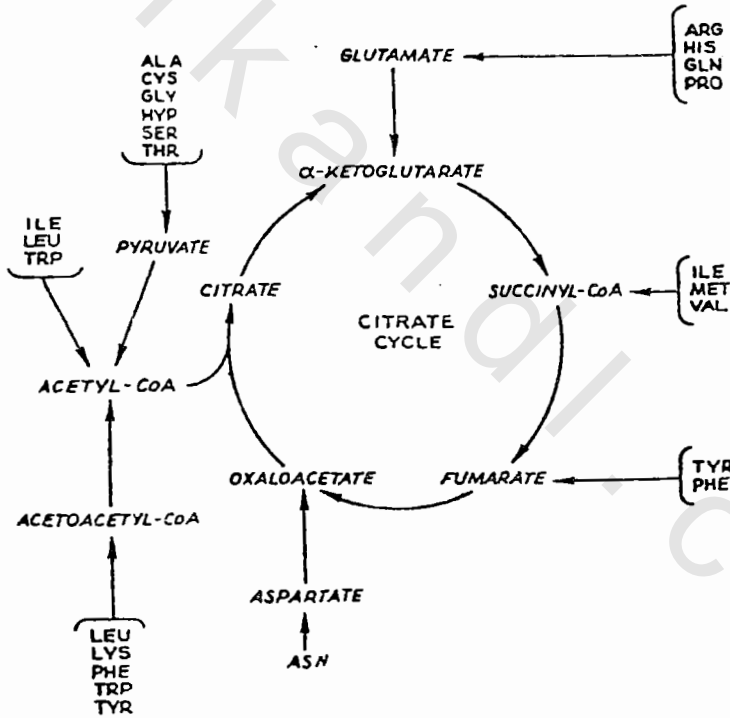 ALA
CYS
GLY
HYP
SER
THR
GLUTAMATE
ARG
HIS
GLN
PRO
α-KETOGLUTARATE
ILE
LEU
TRP
PYRUVATE
CITRATE
SUCCINYL-CoA
ILE
MET
VAL
CITRATE
CYCLE
ACETYL-CoA
OXALOACETATE
FUMARATE
TYR
PHE
ACETOACETYL-CoA
ASPARTATE
ASN
LEU
LYS
PHE
TRP
TYR